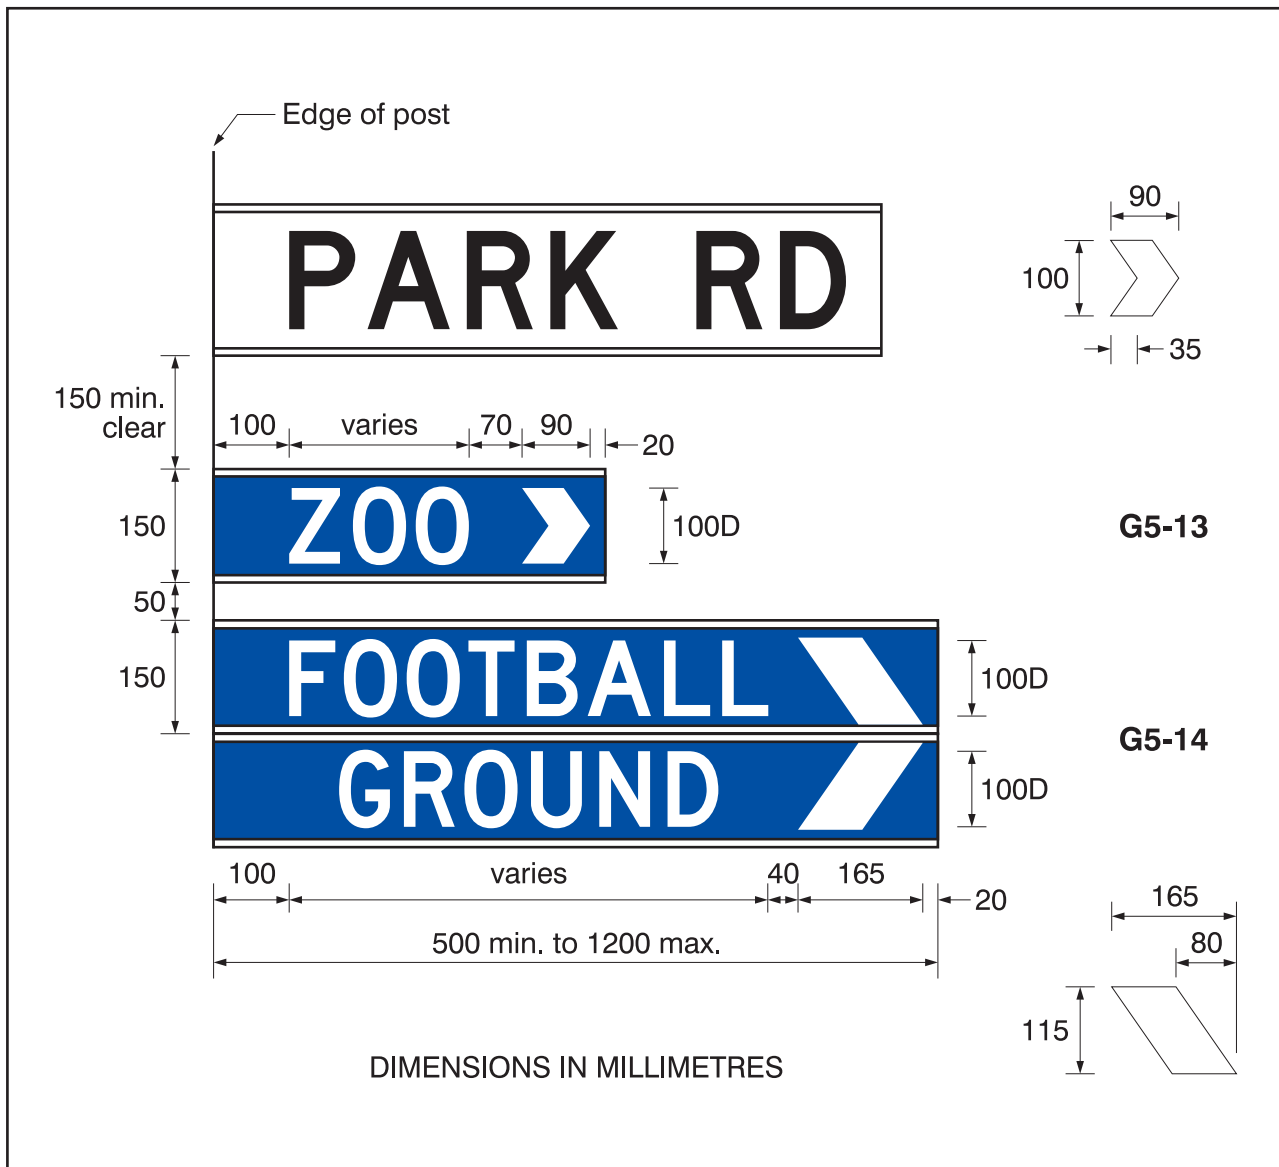 Edge of post
PARK RD
90
100
35
150 min.
clear
100 varies 70 90 20
150
ZOO
100D
G5-13
50
150
FOOTBALL
100D
G5-14
GROUND
100D
100 varies 40 165 20
500 min. to 1200 max.
165
80
115
DIMENSIONS IN MILLIMETRES